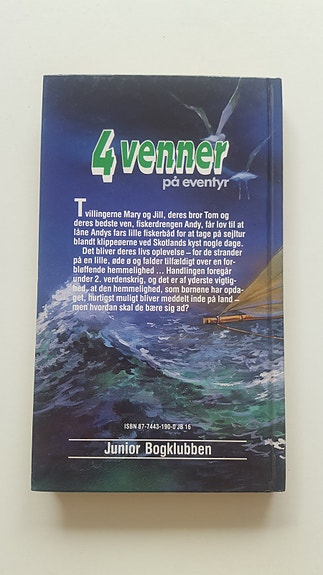 4 venner
på eventyr
Tvillingerne Mary og Jill, deres bror Tom og
deres bedste ven, fiskerdrengen Andy, får lov til at
låne Andys fars lille fiskerbåd for at tage på sejltur
blandt klippeøerne ved Skotlands kyst nogle dage.
Det bliver deres livs oplevelse – for de strander
på en lille, øde ø og falder tilfældigt over en for-
bløffende hemmelighed ... Handlingen foregår
under 2. verdenskrig, og det er af yderste vigtig-
hed, at den hemmelighed, som børnene har opda-
get, hurtigst muligt bliver meddelt inde på land –
men hvordan skal de bære sig ad?
ISBN 87-7443-190-0 JB 16
Junior Bogklubben